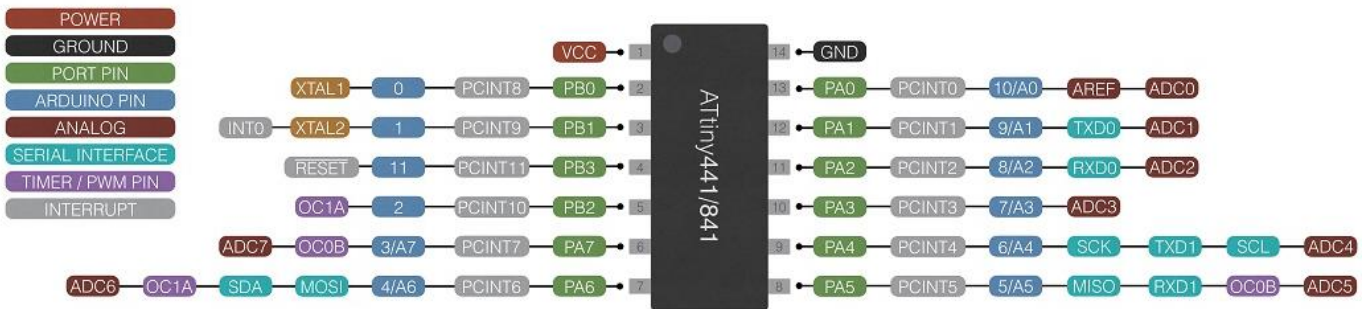 POWER
GROUND
PORT PIN
ARDUINO PIN
ANALOG
SERIAL INTERFACE
TIMER / PWM PIN
INTERRUPT
VCC 1
XTAL1 0 PCINT8 PB0 2
INT0 XTAL2 1 PCINT9 PB1 3
RESET 11 PCINT11 PB3 4
OC1A 2 PCINT10 PB2 5
ADC7 OC0B 3/A7 PCINT7 PA7 6
ADC6 OC1A SDA MOSI 4/A6 PCINT6 PA6 7
ATtiny441/841
14 GND
13 PA0 PCINT0 10/A0 AREF ADC0
12 PA1 PCINT1 9/A1 TXD0 ADC1
11 PA2 PCINT2 8/A2 RXD0 ADC2
10 PA3 PCINT3 7/A3 ADC3
9 PA4 PCINT4 6/A4 SCK TXD1 SCL ADC4
8 PA5 PCINT5 5/A5 MISO RXD1 OC0B ADC5